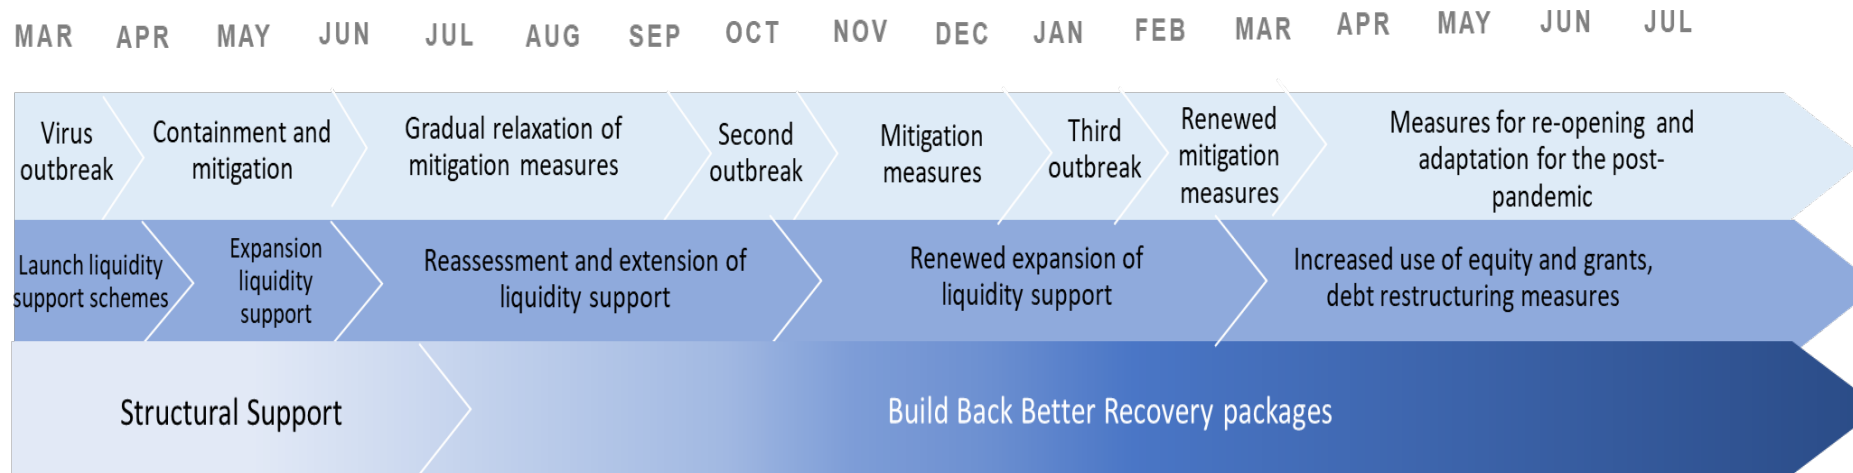 MAR APR MAY JUN JUL AUG SEP OCT NOV DEC JAN FEB MAR APR MAY JUN JUL
Virus
outbreak
Containment and
mitigation
Gradual relaxation of
mitigation measures
Second
outbreak
Mitigation
measures
Third
outbreak
Renewed
mitigation
measures
Measures for re-opening and
adaptation for the post-
pandemic
Launch liquidity
support schemes
Expansion
liquidity
support
Reassessment and extension of
liquidity support
Renewed expansion of
liquidity support
Increased use of equity and grants,
debt restructuring measures
Structural Support
Build Back Better Recovery packages